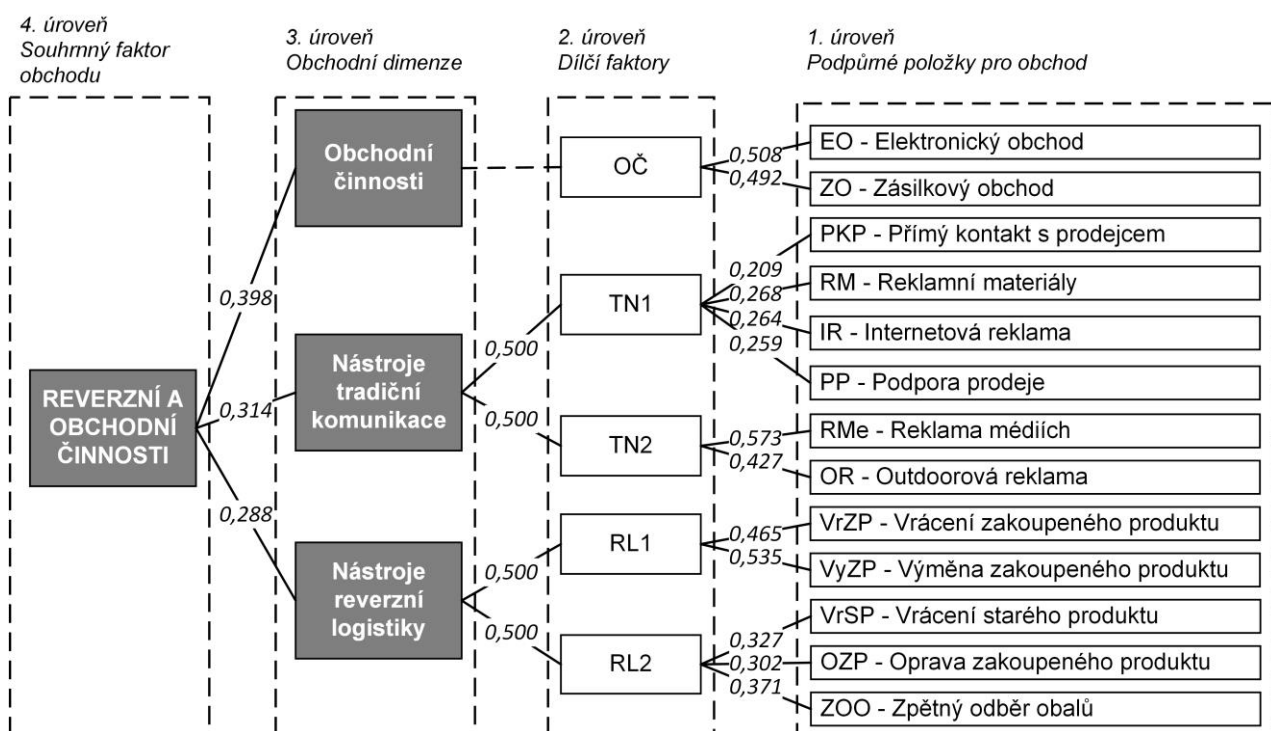 4. úroveň
Souhrnný faktor
obchodu
3. úroveň
Obchodní dimenze
2. úroveň
Dílčí faktory
1. úroveň
Podpůrné položky pro obchod
REVERZNÍ A
OBCHODNÍ
ČINNOSTI
0,398
0,314
0,288
Obchodní
činnosti
Nástroje
tradiční
komunikace
Nástroje
reverzní
logistiky
0,500
0,500
0,500
0,500
OČ
TN1
TN2
RL1
RL2
0,508
0,492
0,209
0,268
0,264
0,259
0,573
0,427
0,465
0,535
0,327
0,302
0,371
EO - Elektronický obchod
ZO - Zásilkový obchod
PKP - Přímý kontakt s prodejcem
RM - Reklamní materiály
IR - Internetová reklama
PP - Podpora prodeje
RMe - Reklama médiích
OR - Outdoorová reklama
VrZP - Vrácení zakoupeného produktu
VyZP - Výměna zakoupeného produktu
VrSP - Vrácení starého produktu
OZP - Oprava zakoupeného produktu
ZOO - Zpětný odběr obalů